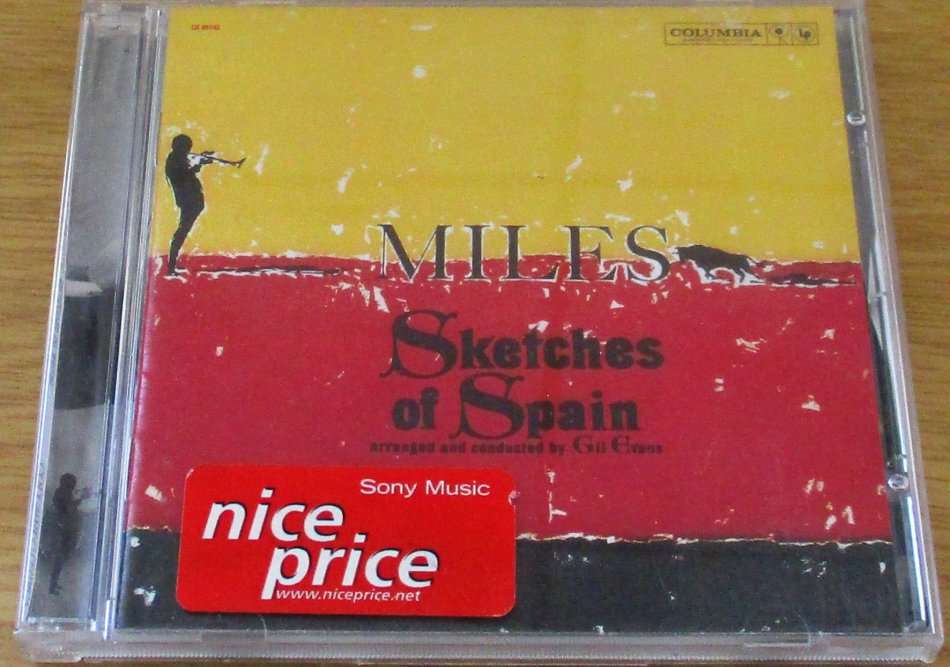 COLUMBIA
MILES
Sketches
of Spain
arranged and conducted by Gil Evans
Sony Music
nice
price
www.niceprice.net